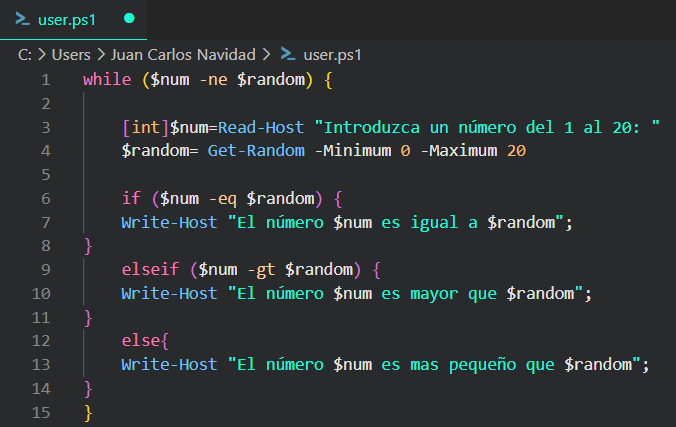 user.ps1
C: > Users > Juan Carlos Navidad > user.ps1
1 while ($num -ne $random) {
2
3 [int]$num=Read-Host "Introduzca un número del 1 al 20: "
4 $random= Get-Random -Minimum 0 -Maximum 20
5
6 if ($num -eq $random) {
7 Write-Host "El número $num es igual a $random";
8 }
9 elseif ($num -gt $random) {
10 Write-Host "El número $num es mayor que $random";
11 }
12 else{
13 Write-Host "El número $num es mas pequeño que $random";
14 }
15 }